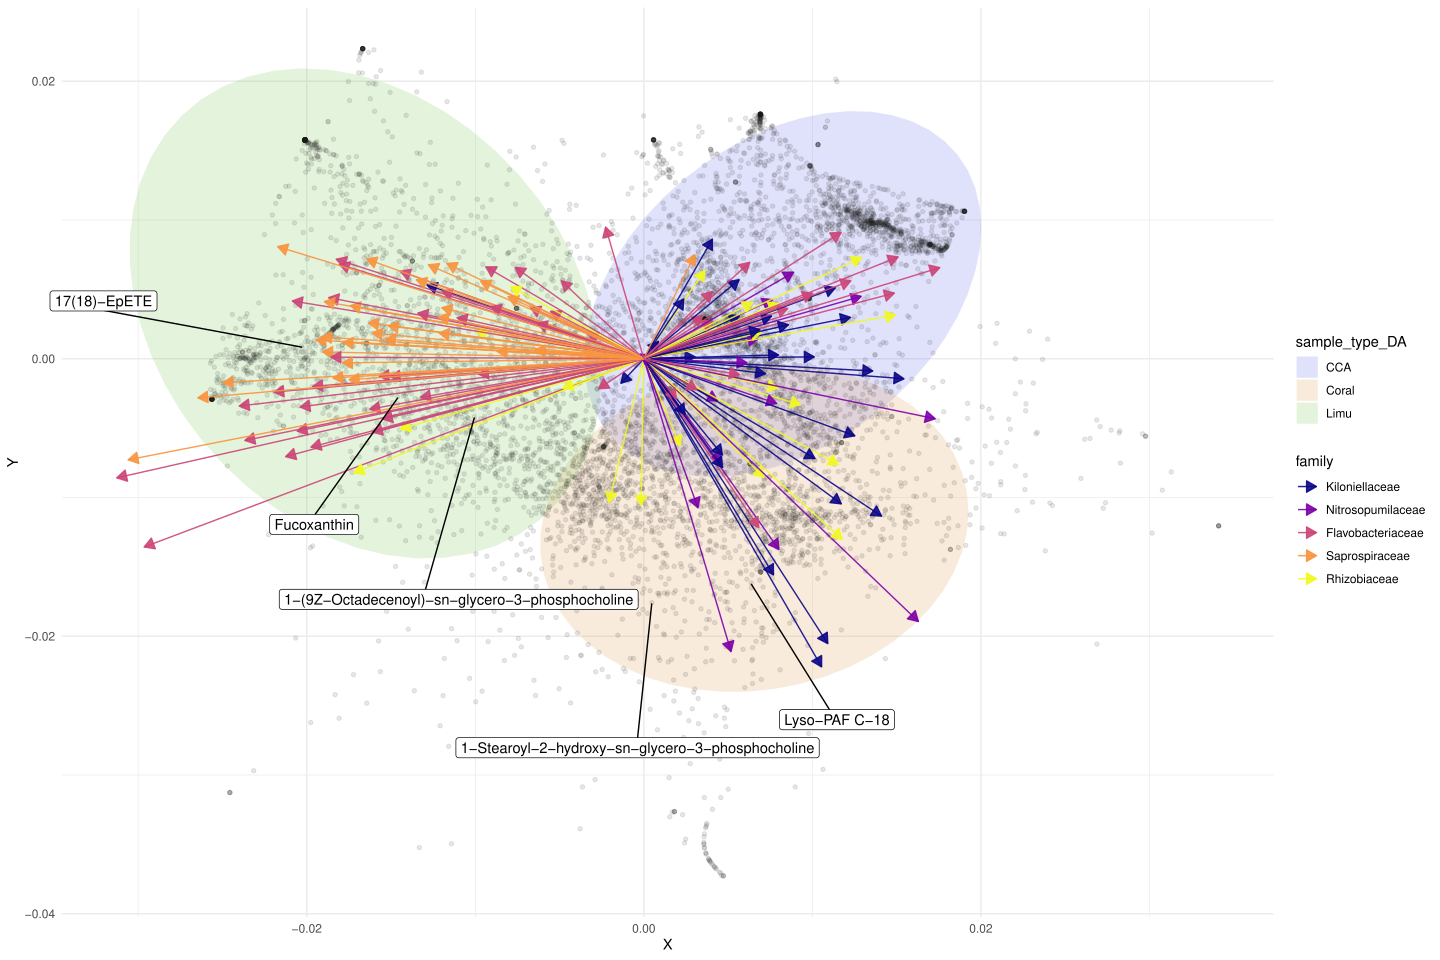 0.02
0.00
−0.02
−0.04
Y
−0.02
0.00
0.02
X
17(18)−EpETE
Fucoxanthin
1−(9Z−Octadecenoyl)−sn−glycero−3−phosphocholine
Lyso−PAF C−18
1−Stearoyl−2−hydroxy−sn−glycero−3−phosphocholine
sample_type_DA
CCA
Coral
Limu
family
Kiloniellaceae
Nitrosopumilaceae
Flavobacteriaceae
Saprospiraceae
Rhizobiaceae